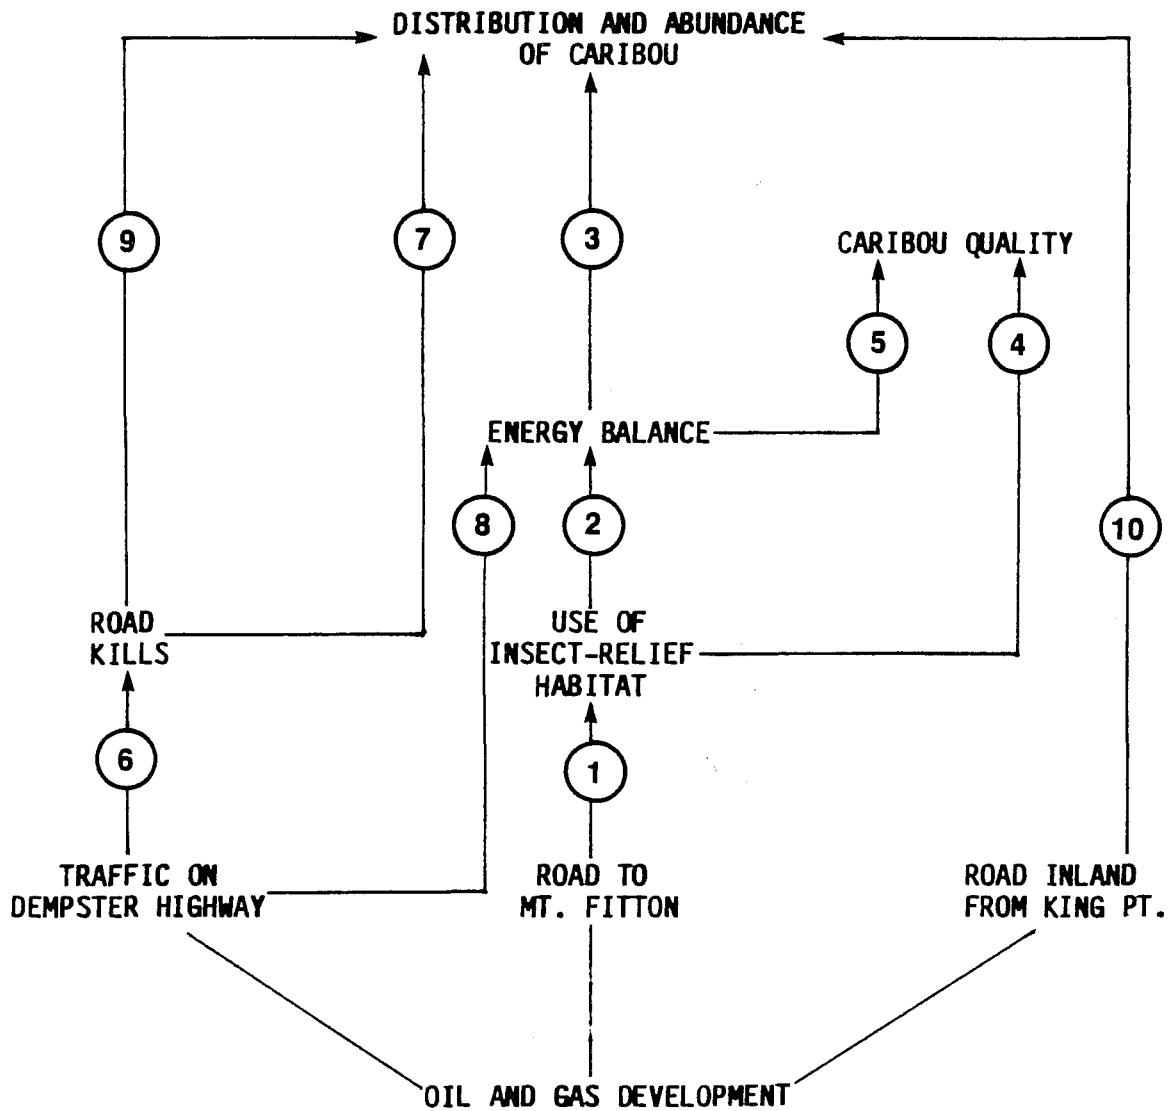 DISTRIBUTION AND ABUNDANCE
OF CARIBOU
9
7
3
CARIBOU QUALITY
5
4
ENERGY BALANCE
8
2
10
ROAD
KILLS
USE OF
INSECT-RELIEF
HABITAT
6
1
TRAFFIC ON
DEMPSTER HIGHWAY
ROAD TO
MT. FITTON
ROAD INLAND
FROM KING PT.
OIL AND GAS DEVELOPMENT